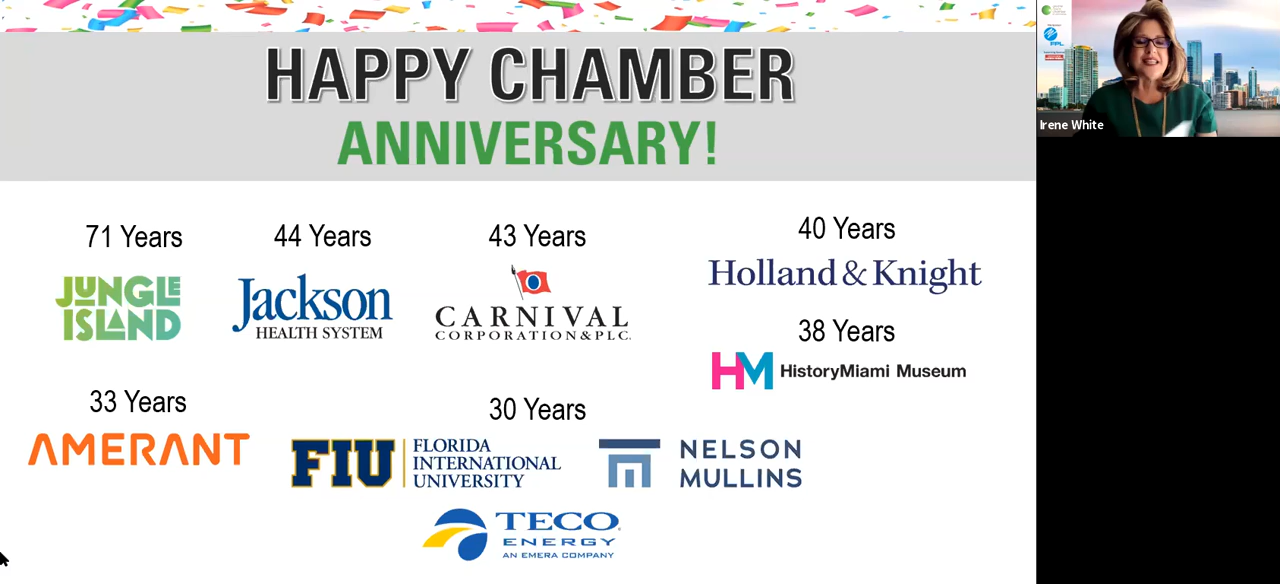 HAPPY CHAMBER
ANNIVERSARY!
PPL
Irene White
71 Years
JUNGLE
ISLAND
44 Years
Jackson
HEALTH SYSTEM
43 Years
CARNIVAL
CORPORATION & PLC.
40 Years
Holland & Knight
38 Years
HM HistoryMiami Museum
33 Years
AMERANT
30 Years
FIU
FLORIDA
INTERNATIONAL
UNIVERSITY
NELSON
MULLINS
TECO
ENERGY
AN EMERA COMPANY